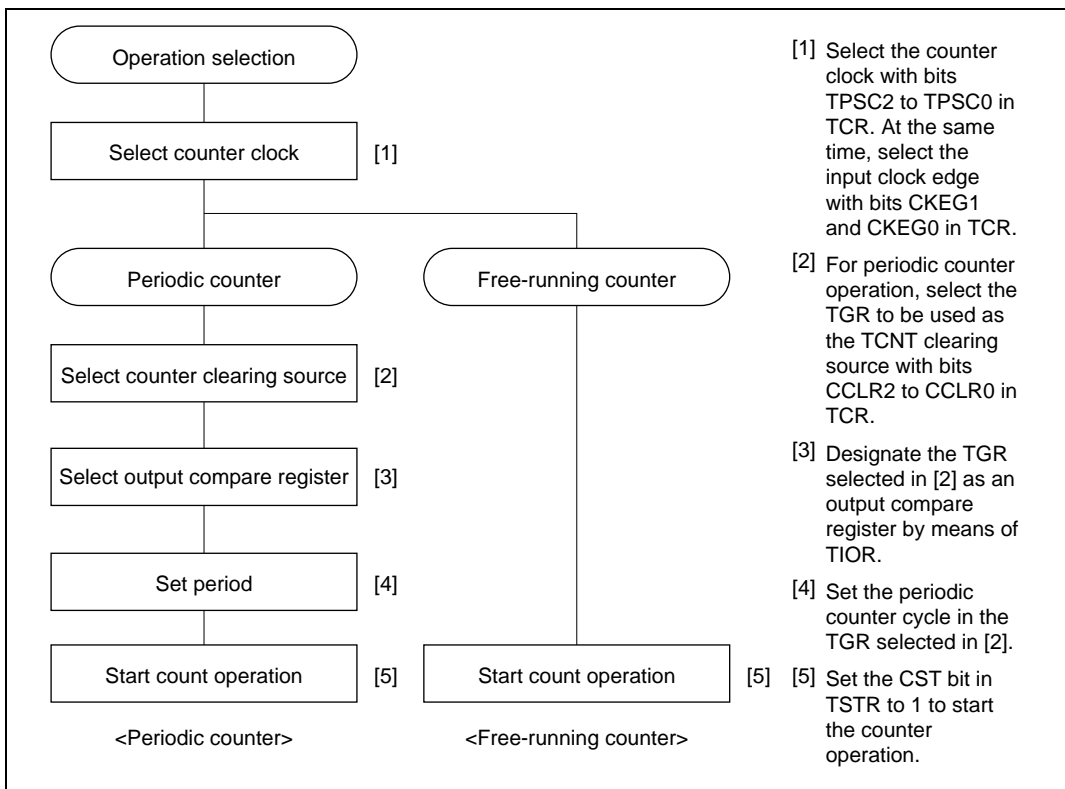 Operation selection
Select counter clock
[1]
Periodic counter
Free-running counter
Select counter clearing source
[2]
Select output compare register
[3]
Set period
[4]
Start count operation
[5]
Start count operation
[5]
<Periodic counter>
<Free-running counter>
[1] Select the counter
clock with bits
TPSC2 to TPSC0 in
TCR. At the same
time, select the
input clock edge
with bits CKEG1
and CKEG0 in TCR.
[2] For periodic counter
operation, select the
TGR to be used as
the TCNT clearing
source with bits
CCLR2 to CCLR0 in
TCR.
[3] Designate the TGR
selected in [2] as an
output compare
register by means of
TIOR.
[4] Set the periodic
counter cycle in the
TGR selected in [2].
[5] Set the CST bit in
TSTR to 1 to start
the counter
operation.